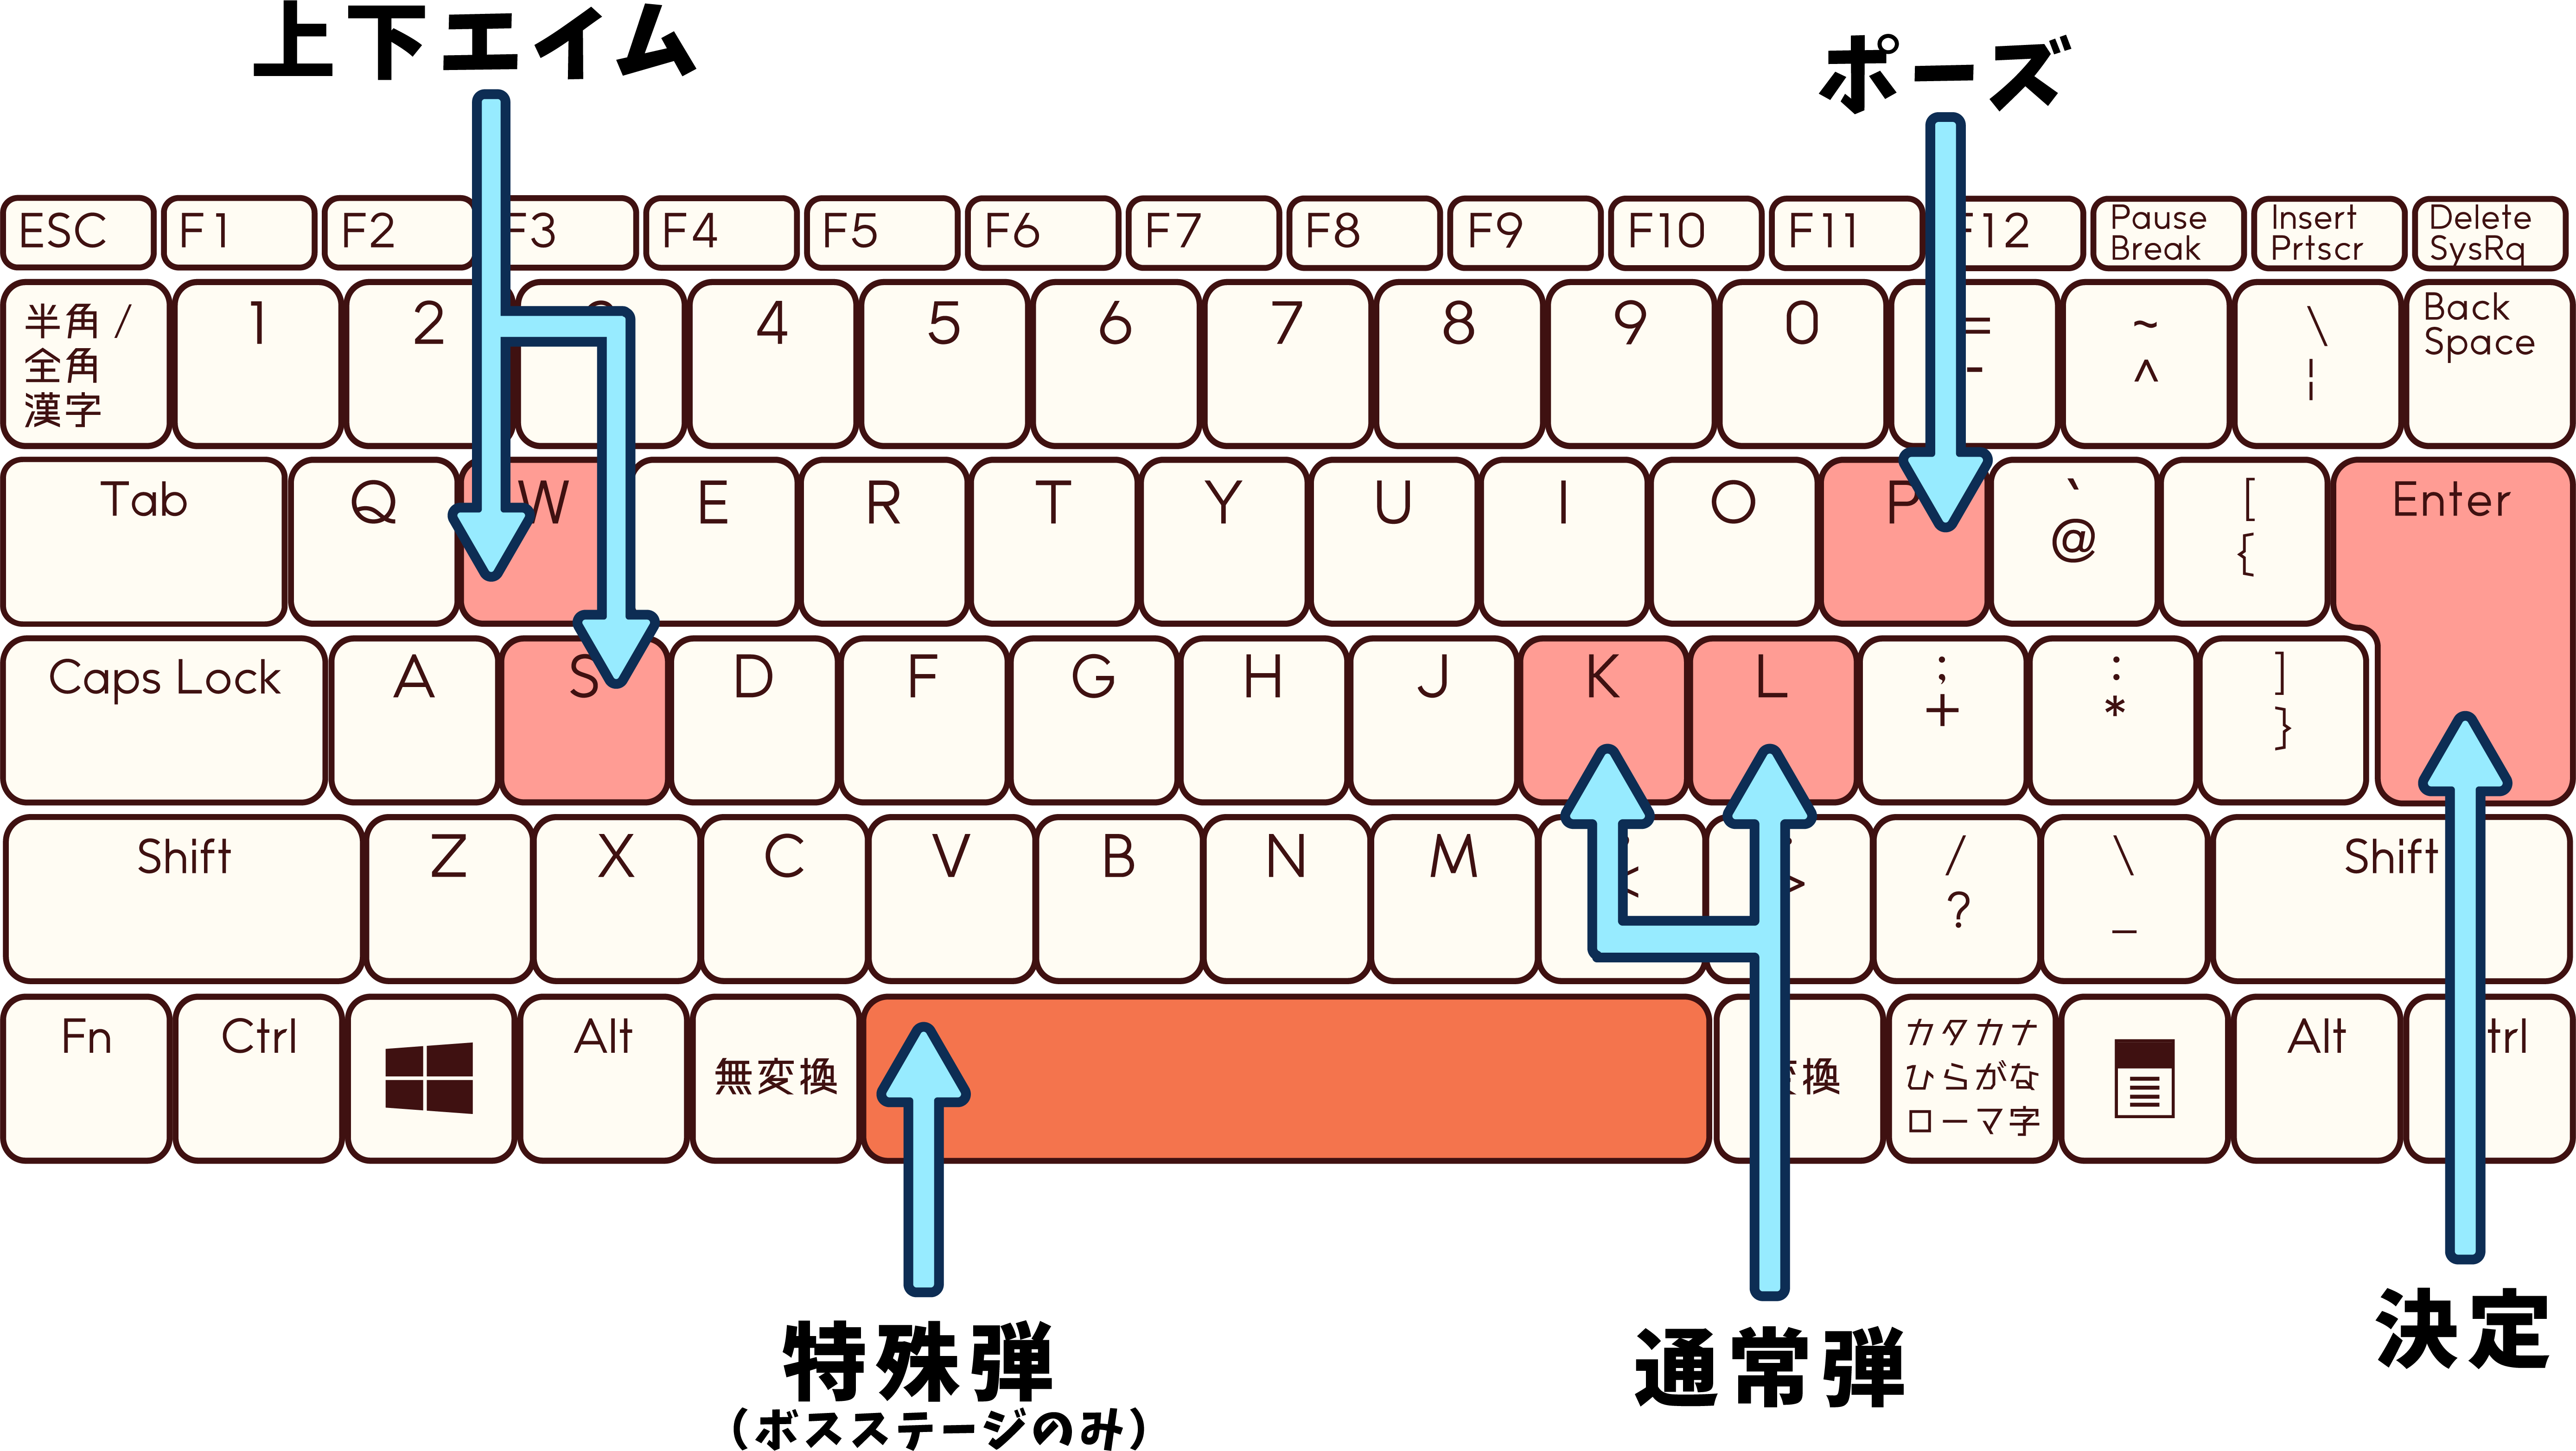 上下エイム
ポーズ
ESC F1 F2 F3 F4 F5 F6 F7 F8 F9 F10 F11 F12 Pause Insert Delete
Break Prtscr SysRq
半角/ 1 2 4 5 6 7 8 9 0 = ~ \ Back
全角 - ^ ¦ Space
漢字
Tab Q W E R T Y U I O P ` [ Enter
@ {
Caps Lock A S D F G H J K L ; : ]
+ * }
Shift Z X C V B N M < > / \ Shift
? _
Fn Ctrl Alt 無変換 変換 カタカナ Alt Ctrl
ひらがな
ローマ字
特殊弾
(ボスステージのみ)
通常弾
決定